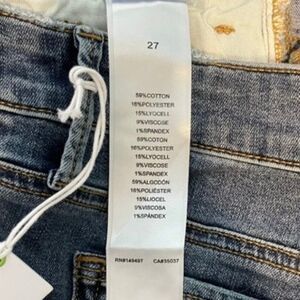 27
59%COTTON
16%POLYESTER
15%LYOCELL
9%VISCOSE
1%SPANDEX
59%COTON
16%POLYESTER
15%LYOCELL
9%VISCOSE
1%SPANDEX
59%ALGODÓN
16%POLIÉSTER
15%LIOCEL
9%VISCOSA
1%SPÁNDEX
RN#149497 CA#55037